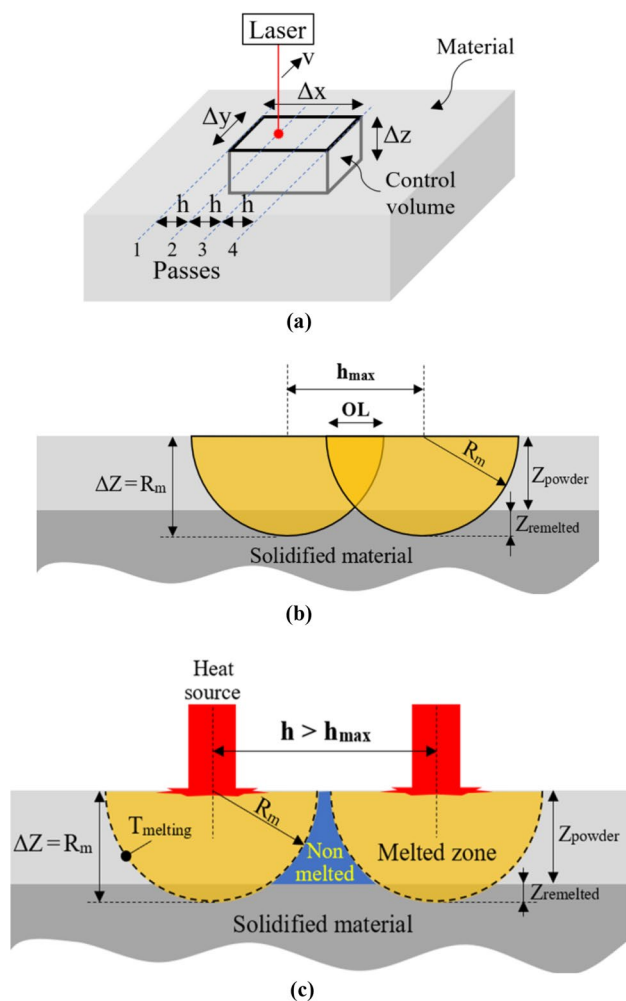 Laser
v
Material
Δx
Δy
Δz
Control
volume
h h h
1 2 3 4
Passes
(a)
hmax
OL
Rm
ΔZ = Rm
Zpowder
Zremelted
Solidified material
(b)
Heat
source
h > hmax
Rm
Tmelting
ΔZ = Rm
Non
melted
Melted zone
Zpowder
Zremelted
Solidified material
(c)